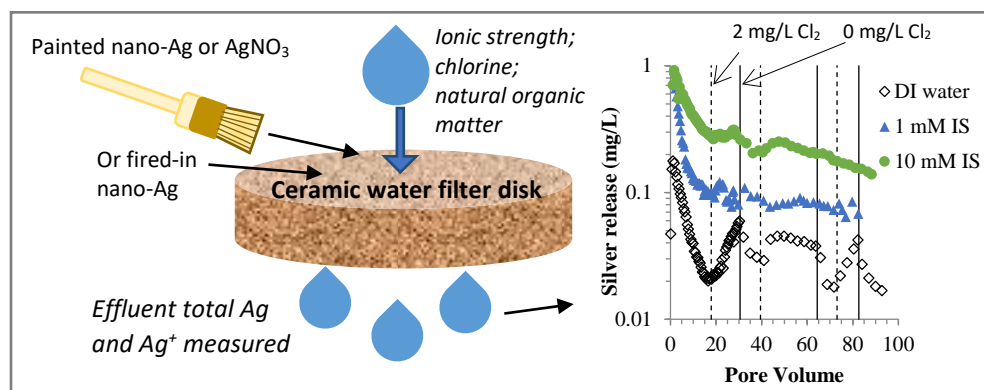 Painted nano-Ag or AgNO₃
Or fired-in
nano-Ag
Ionic strength;
chlorine;
natural organic
matter
Ceramic water filter disk
Effluent total Ag
and Ag⁺ measured
2 mg/L Cl₂
0 mg/L Cl₂
Silver release (mg/L)
1
0.1
0.01
0
20
40
60
80
100
Pore Volume
DI water
1 mM IS
10 mM IS